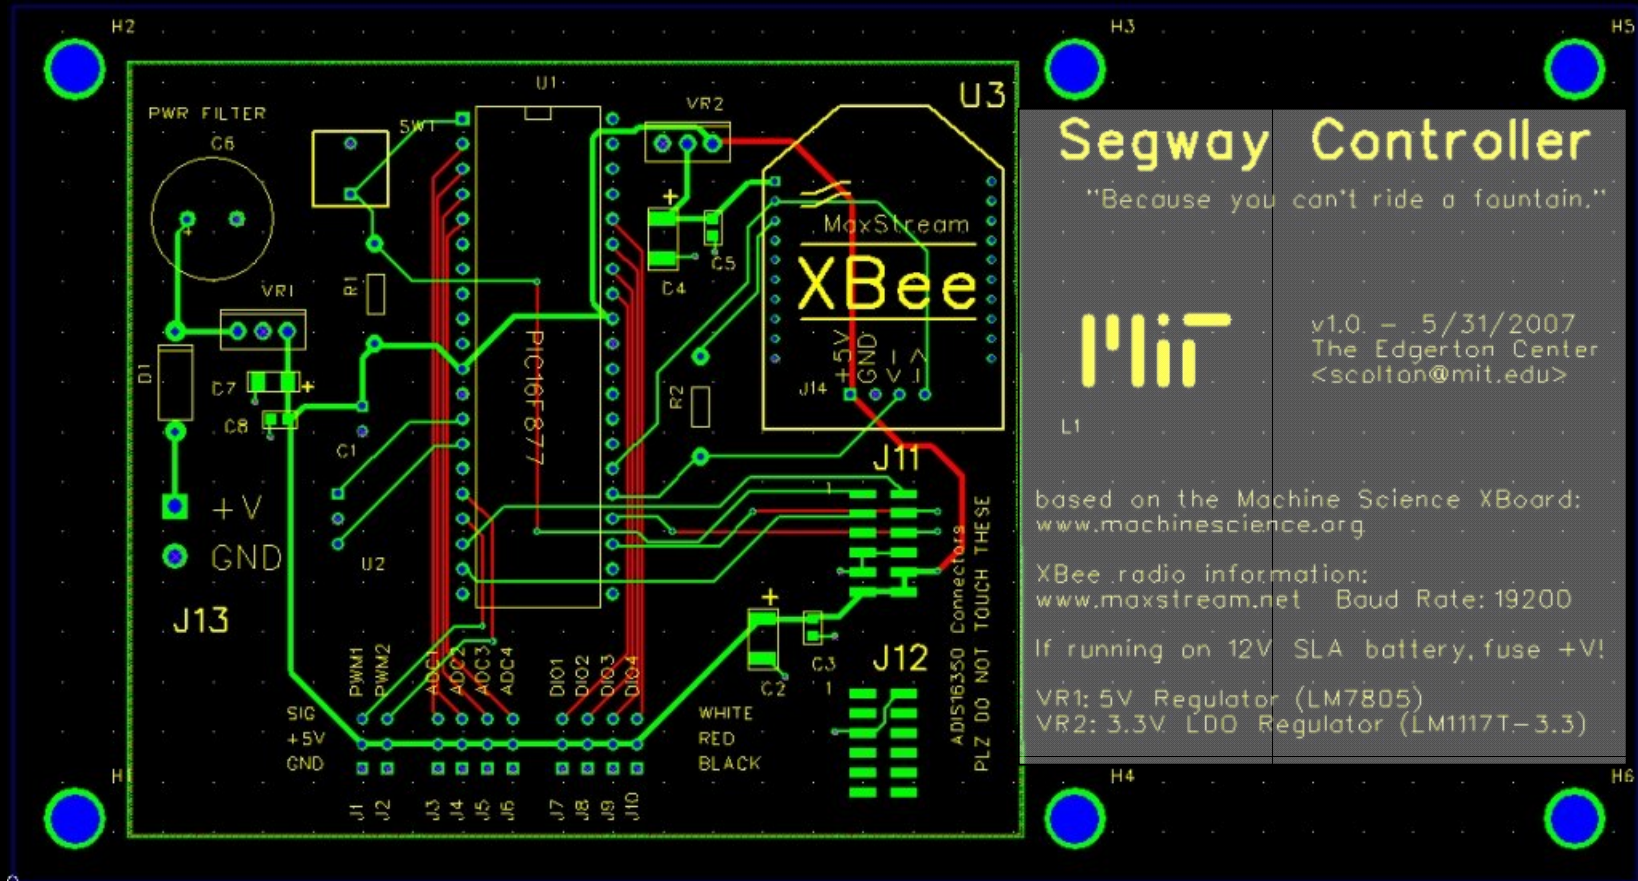 H2
H3
H5
U1
U3
PWR FILTER
VR2
SW1
C6
Segway Controller
"Because you can't ride a fountain."
+
MaxStream
XBee
C5
C4
R1
VR1
+5V
GND
J14
MIT
v1.0 - 5/31/2007
The Edgerton Center
<scolton@mit.edu>
L1
D1
C7
+
C8
C1
PIC16F877
R2
J11
1
+V
GND
J13
U2
based on the Machine Science XBoard:
www.machinescience.org
XBee radio information:
www.maxstream.net Baud Rate: 19200
If running on 12V SLA battery, fuse +V!
VR1: 5V Regulator (LM7805)
VR2: 3.3V LDO Regulator (LM1117T-3.3)
ADIS16350 Connectors
PLZ DO NOT TOUCH THESE
+
C3
C2
J12
1
PWM1
PWM2
ADC1
ADC2
ADC3
ADC4
DIO1
DIO2
DIO3
DIO4
SIG
+5V
GND
WHITE
RED
BLACK
J1
J2
J3
J4
J5
J6
J7
J8
J9
J10
H4
H6